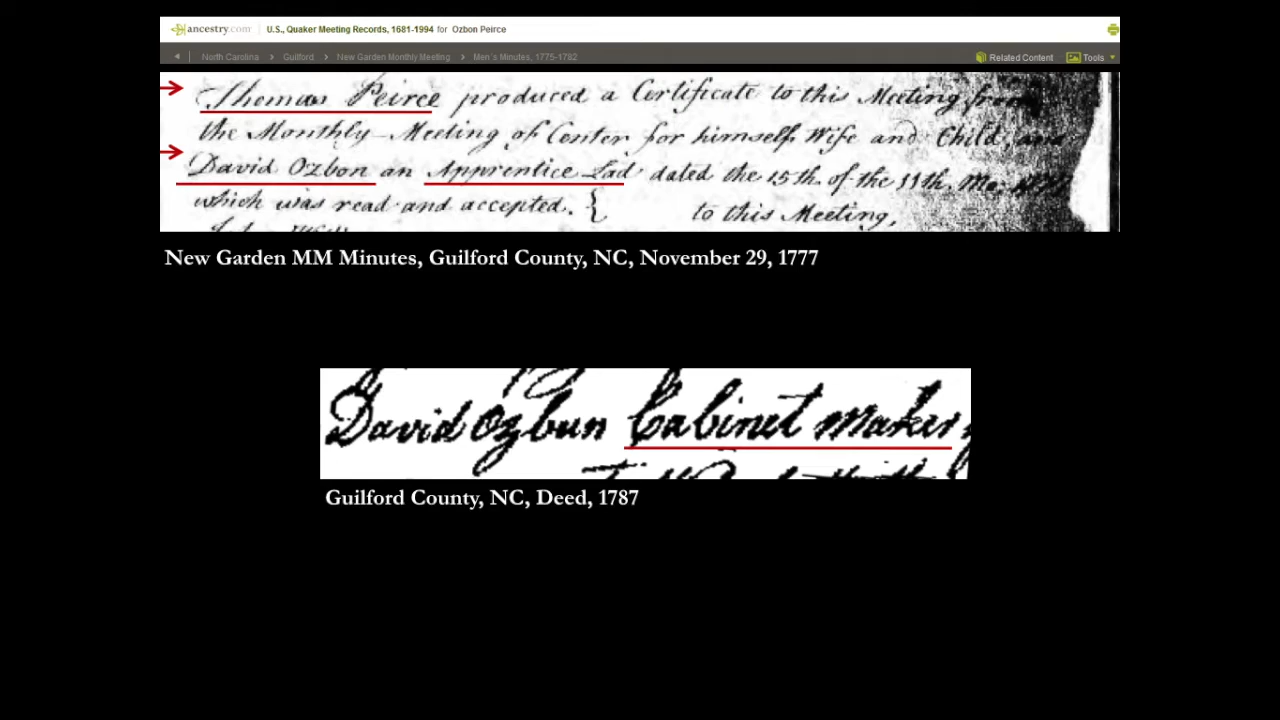 ancestry.com U.S., Quaker Meeting Records, 1681-1994 for Ozbon Peirce
North Carolina > Guilford > New Garden Monthly Meeting > Men's Minutes, 1775-1782 Related Content Tools
Thomas Peirce produced a Certificate to this Meeting from
the Monthly Meeting of Center for himself Wife and Child, and
David Ozbon an Apprentice Lad dated the 15th. of the 11th. Mo:
which was read and accepted. } to this Meeting,
New Garden MM Minutes, Guilford County, NC, November 29, 1777
David Ozbun Cabinet Maker
Guilford County, NC, Deed, 1787